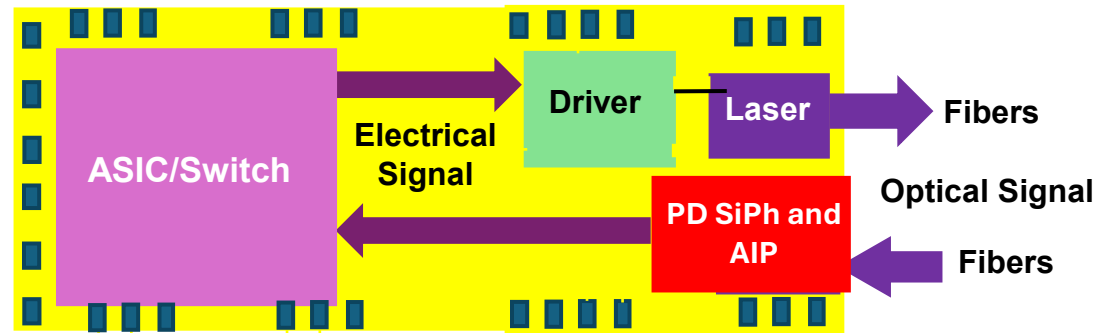 ASIC/Switch
Electrical
Signal
Driver
Laser
Fibers
Optical Signal
PD SiPh and
AIP
Fibers